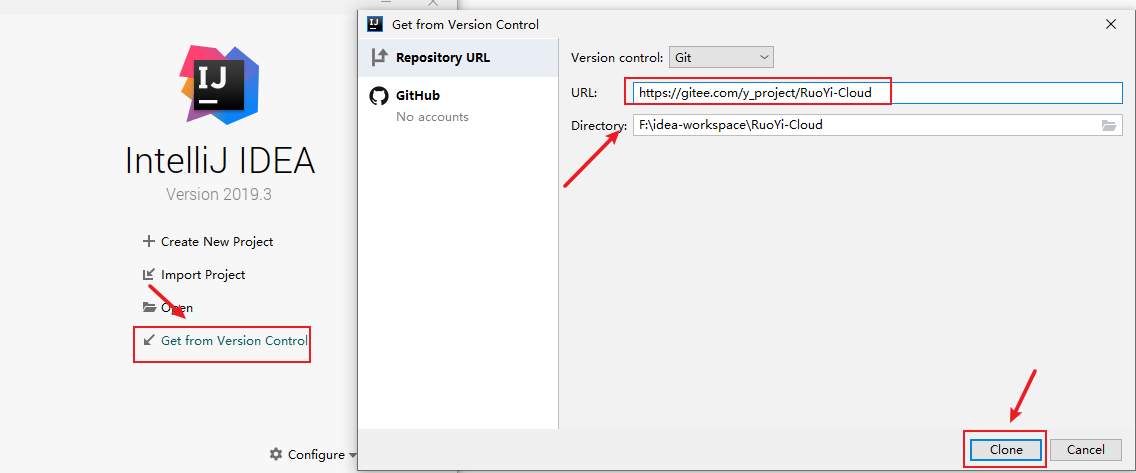 IJ
IntelliJ IDEA
Version 2019.3
Create New Project
Import Project
Open
Get from Version Control
Configure
IJ Get from Version Control
Repository URL
GitHub
No accounts
Version control: Git
URL: https://gitee.com/y_project/RuoYi-Cloud
Directory: F:\idea-workspace\RuoYi-Cloud
Clone Cancel